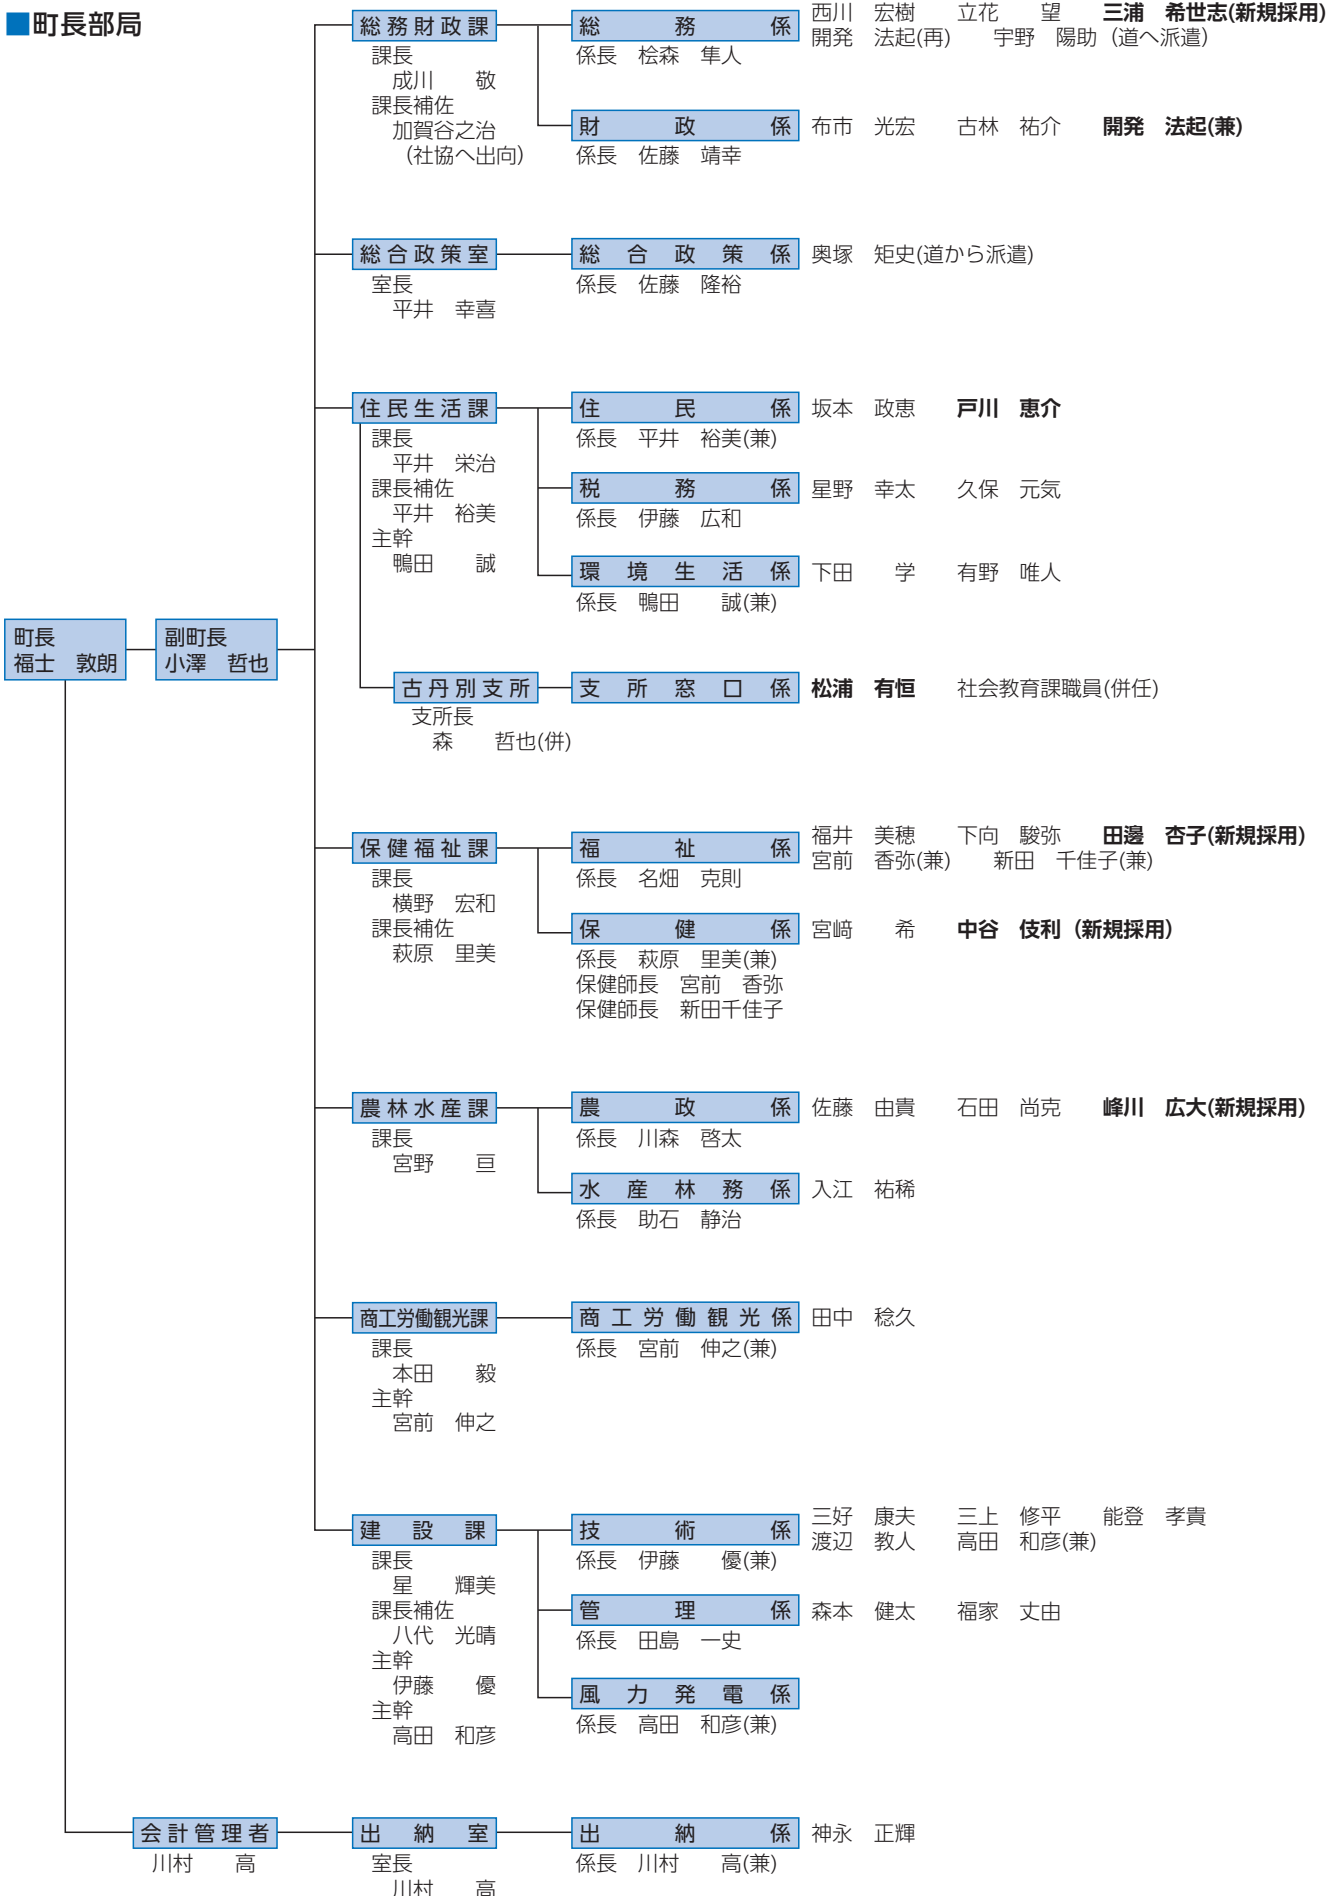 ■町長部局
総務財政課
課長
成川　敬
課長補佐
加賀谷之治
(社協へ出向)
総務係
係長　桧森　隼人
西川　宏樹　立花　望　三浦　希世志(新規採用)
開発　法起(再)　宇野　陽助（道へ派遣）
財政係
係長　佐藤　靖幸
布市　光宏　古林　祐介　開発　法起(兼)
総合政策室
室長
平井　幸喜
総合政策係
係長　佐藤　隆裕
奥塚　矩史(道から派遣)
住民生活課
課長
平井　栄治
課長補佐
平井　裕美
主幹
鴨田　誠
住民係
係長　平井　裕美(兼)
坂本　政恵　戸川　恵介
税務係
係長　伊藤　広和
星野　幸太　久保　元気
環境生活係
係長　鴨田　誠(兼)
下田　学　有野　唯人
町長
福士　敦朗
副町長
小澤　哲也
古丹別支所
支所長
森　哲也(併)
支所窓口係
松浦　有恒　社会教育課職員(併任)
保健福祉課
課長
横野　宏和
課長補佐
萩原　里美
福祉係
係長　名畑　克則
福井　美穂　下向　駿弥　田邊　杏子(新規採用)
宮前　香弥(兼)　新田　千佳子(兼)
保健係
係長　萩原　里美(兼)
保健師長　宮前　香弥
保健師長　新田千佳子
宮﨑　希　中谷　伎利（新規採用）
農林水産課
課長
宮野　亘
農政係
係長　川森　啓太
佐藤　由貴　石田　尚克　峰川　広大(新規採用)
水産林務係
係長　助石　静治
入江　祐稀
商工労働観光課
課長
本田　毅
主幹
宮前　伸之
商工労働観光係
係長　宮前　伸之(兼)
田中　稔久
建設課
課長
星　輝美
課長補佐
八代　光晴
主幹
伊藤　優
主幹
高田　和彦
技術係
係長　伊藤　優(兼)
三好　康夫　三上　修平　能登　孝貴
渡辺　教人　高田　和彦(兼)
管理係
係長　田島　一史
森本　健太　福家　丈由
風力発電係
係長　高田　和彦(兼)
会計管理者
川村　高
出納室
室長
川村　高
出納係
係長　川村　高(兼)
神永　正輝